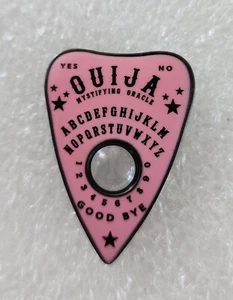 YES NO
OUIJA
MYSTIFYING ORACLE
ABCDEFGHIJKLM
NOPQRSTUVWXYZ
1234567890
GOOD BYE